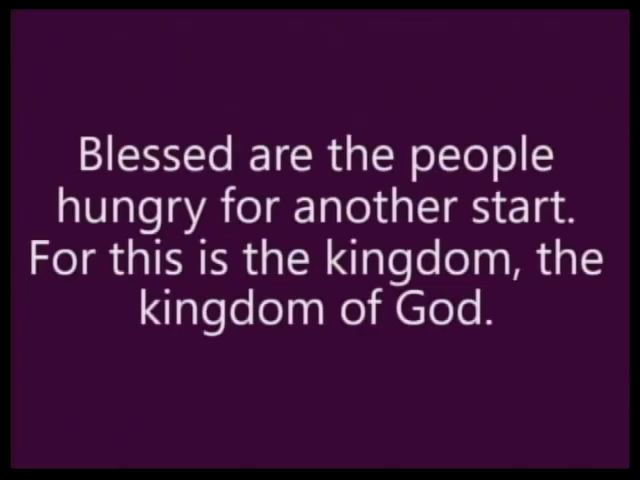 Blessed are the people
hungry for another start.
For this is the kingdom, the
kingdom of God.